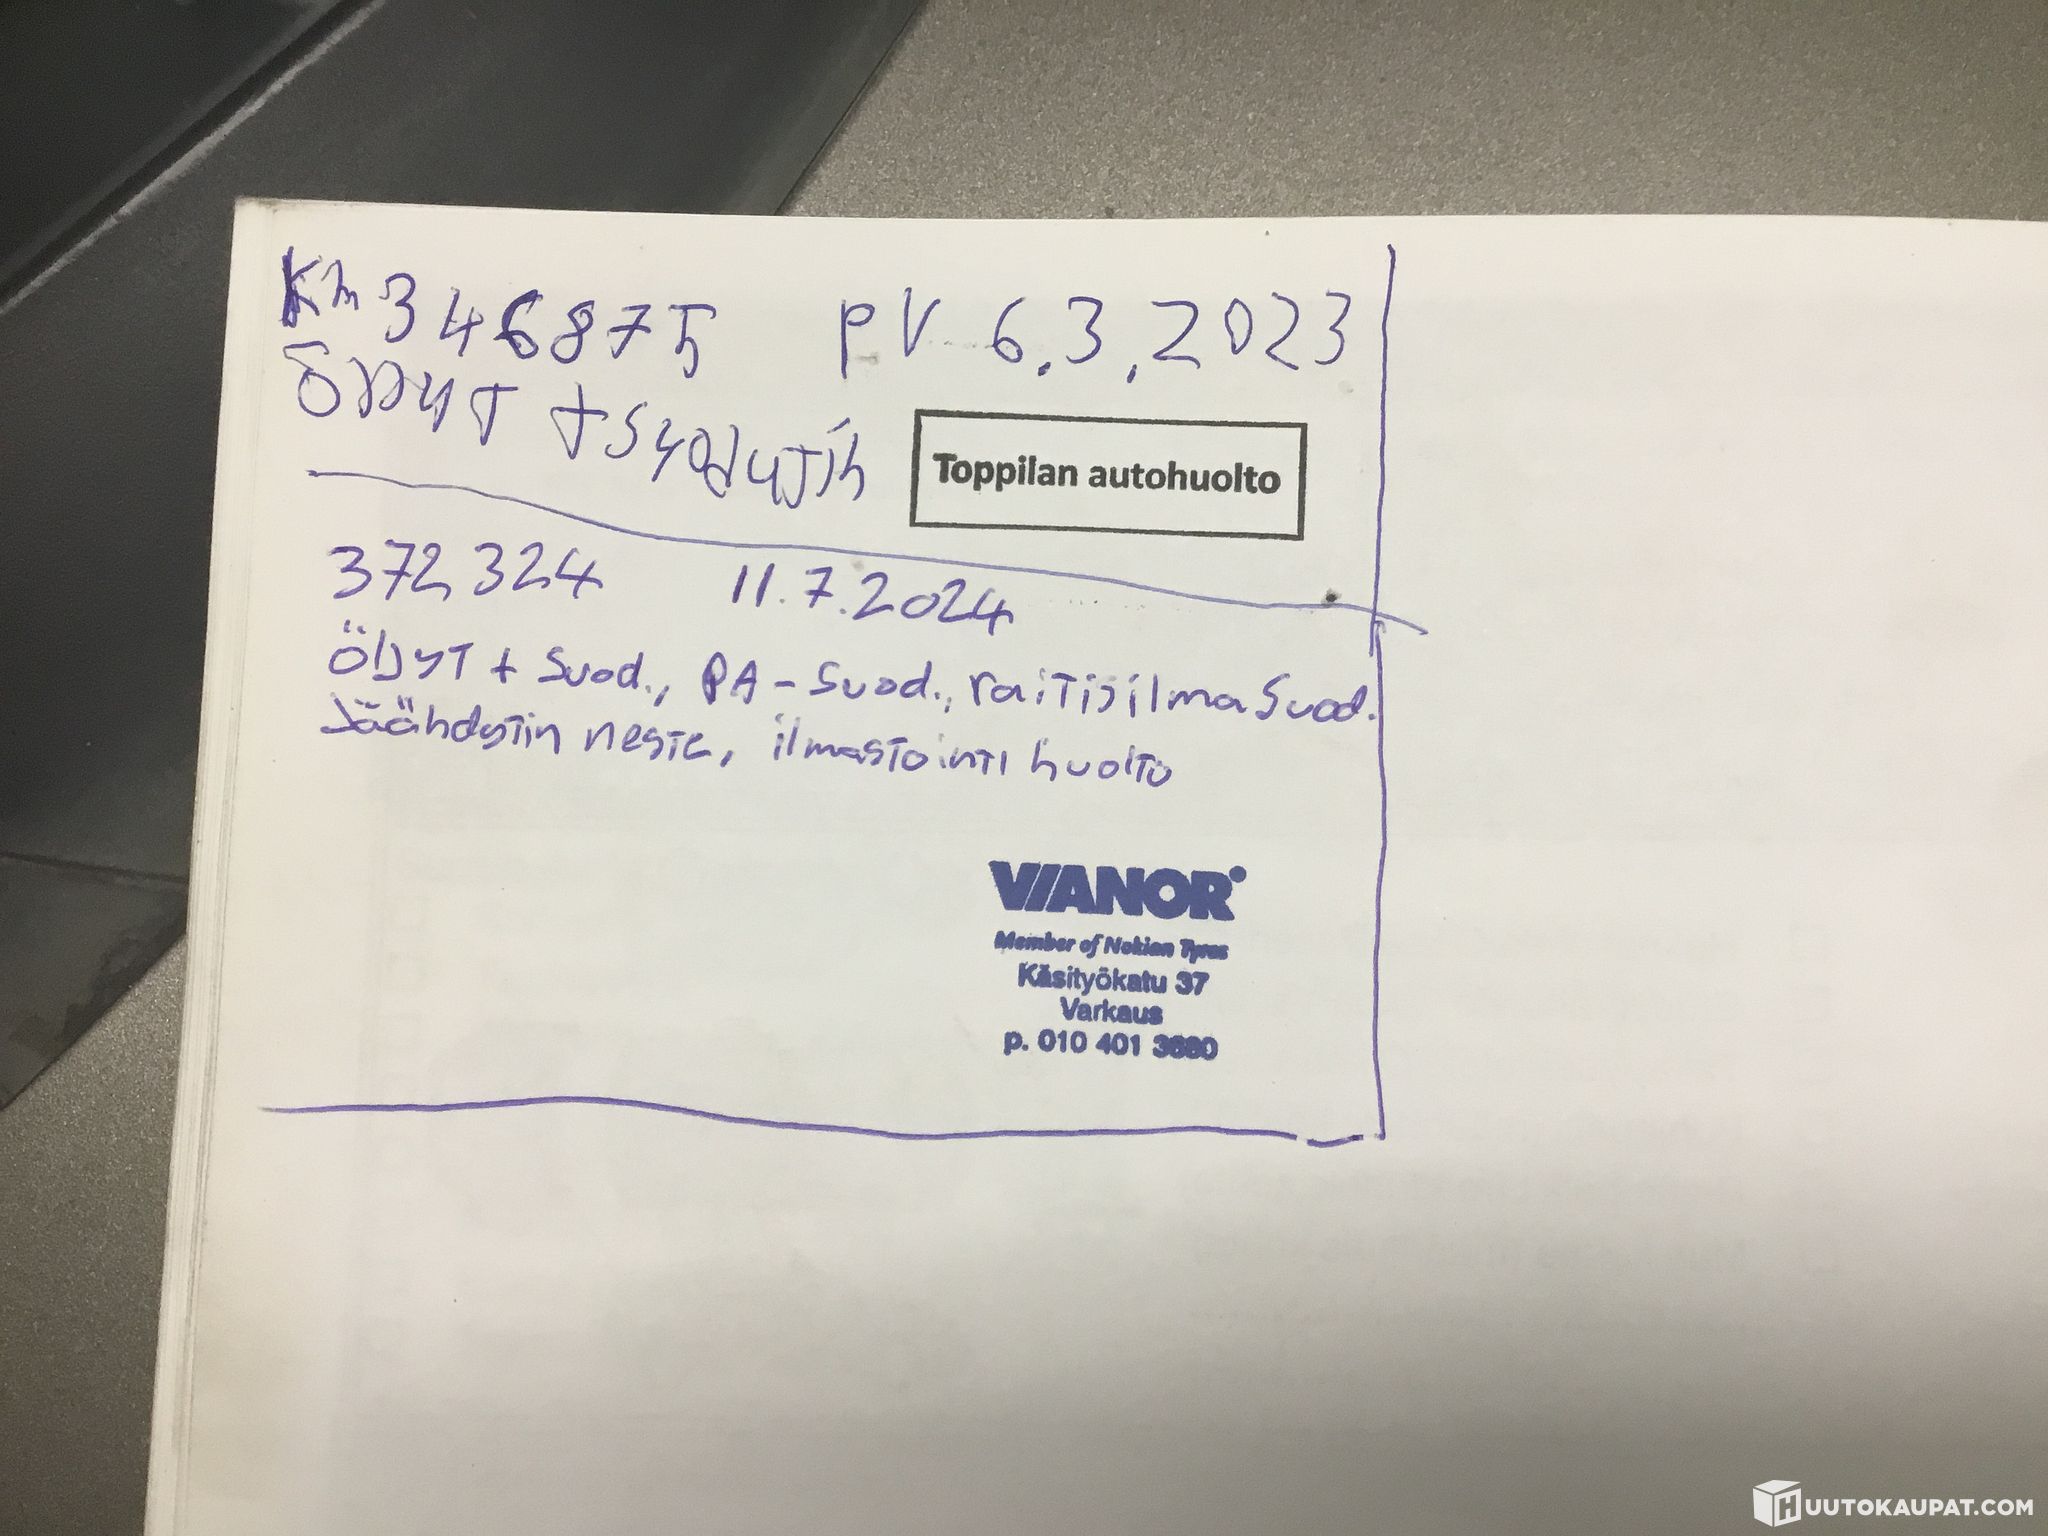 Km 346875 PV 6.3.2023
Öljyt +
Toppilan autohuolto
372 324 11.7.2024
Öljyt + Suod., PA-Suod., raitisilma Suod.
Jäähdytin neste, ilmastointi huolto
VIANOR
Member of Nokian Tyres
Käsityökatu 37
Varkaus
p. 010 401
HUUTOKAUPAT.COM